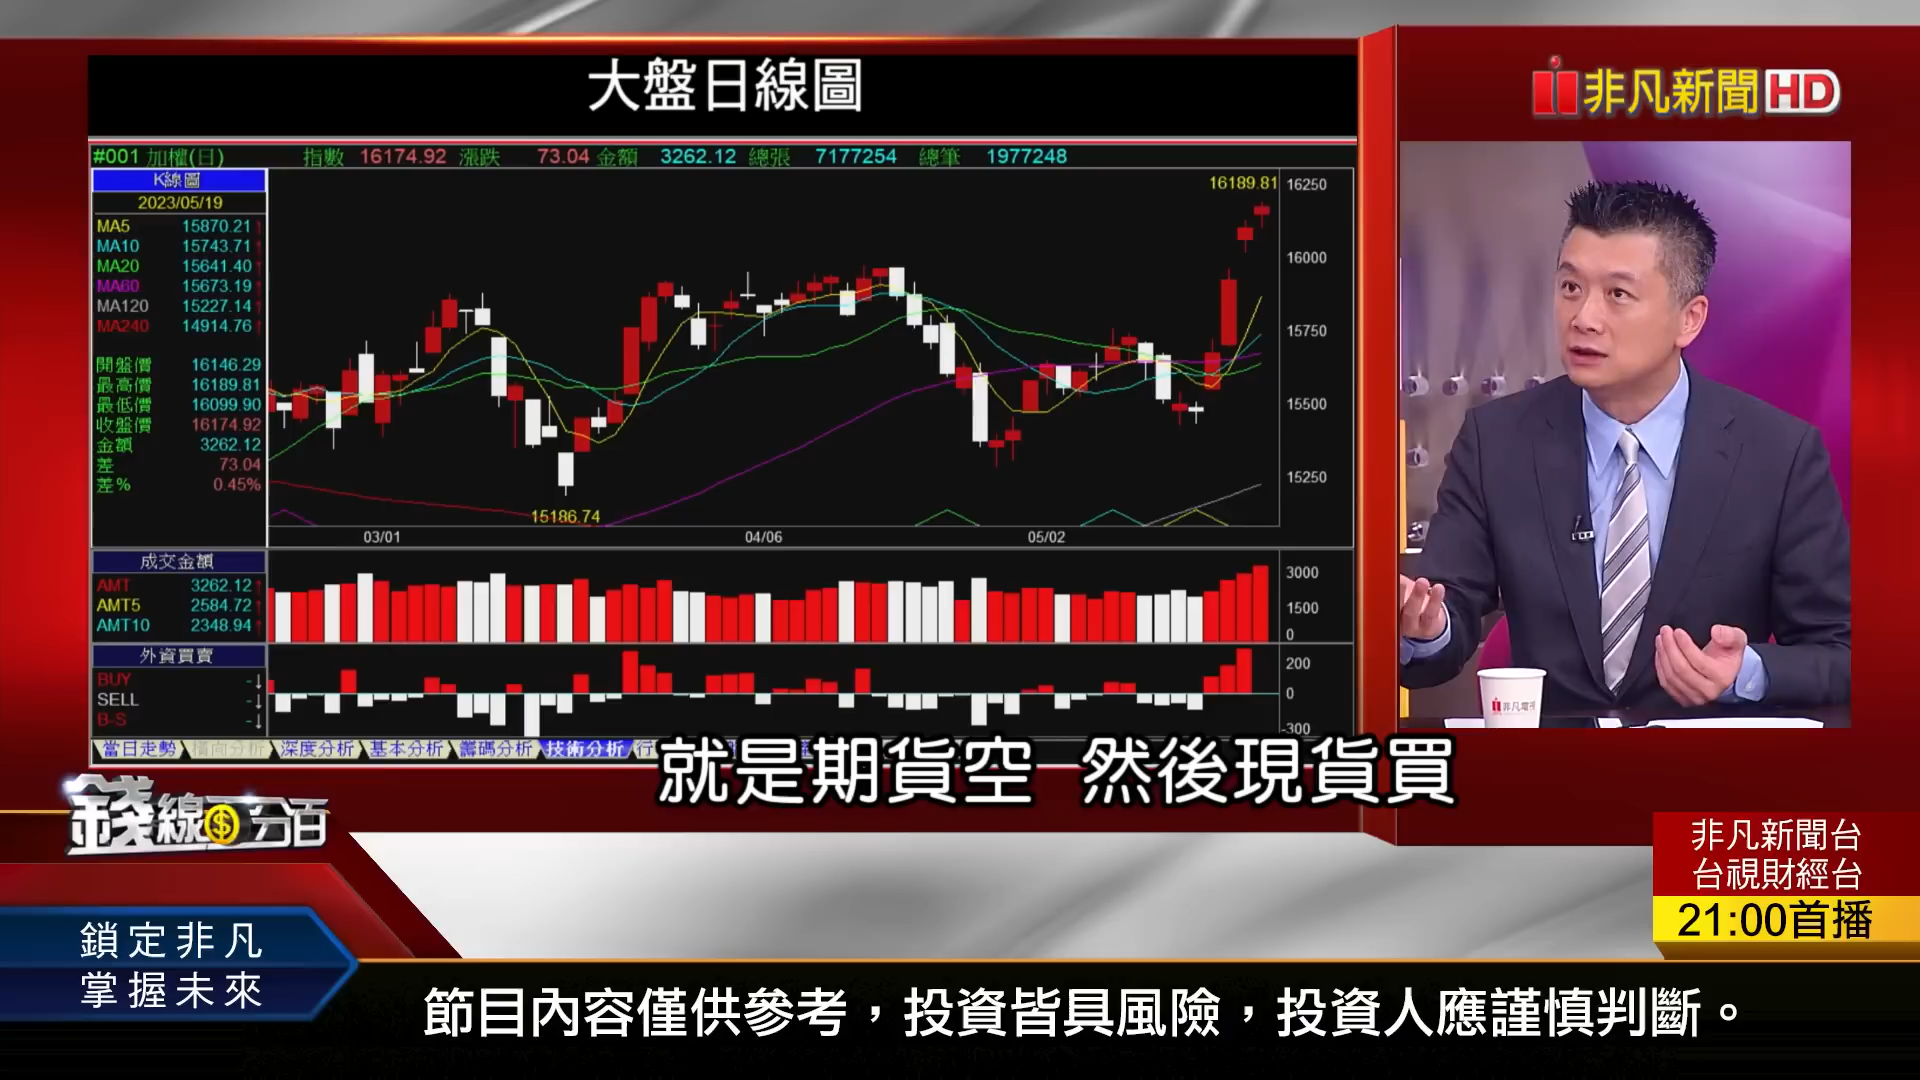 大盤日線圖
非凡新聞HD
#001 加權(日) 指數 16174.92 漲跌 73.04 金額 3262.12 總張 7177254 總筆 1977248
K線圖
2023/05/19
MA5 15870.21↑
MA10 15743.71↑
MA20 15641.40↑
MA60 15673.19↑
MA120 15227.14↑
MA240 14914.76↑
開盤價 16146.29
最高價 16189.81
最低價 16099.90
收盤價 16174.92
金額 3262.12
差 73.04
差% 0.45%
16189.81
16250
16000
15750
15500
15250
15186.74
03/01 04/06 05/02
成交金額
AMT 3262.12↑
AMT5 2584.72↑
AMT10 2348.94↑
3000
1500
0
外資買賣
BUY -↓
SELL -↓
B-S -↓
200
0
-300
當日走勢 橫向分析 深度分析 基本分析 籌碼分析 技術分析 行
非凡電視
就是期貨空 然後現貨買
錢線百分百
非凡新聞台
台視財經台
21:00首播
鎖定非凡
掌握未來
節目內容僅供參考，投資皆具風險，投資人應謹慎判斷。